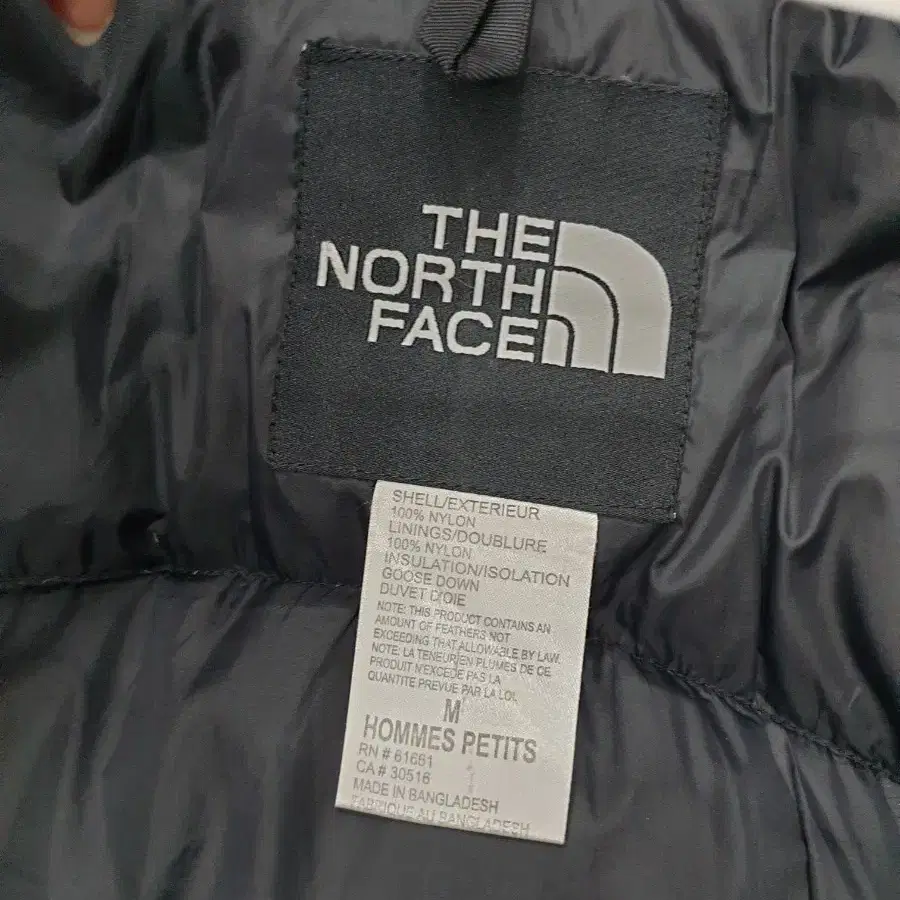 THE
NORTH
FACE
SHELL/EXTERIEUR
100% NYLON
LININGS/DOUBLURE
100% NYLON
INSULATION/ISOLATION
GOOSE DOWN
DUVET D'OIE
NOTE: THIS PRODUCT CONTAINS AN
AMOUNT OF FEATHERS NOT
EXCEEDING THAT ALLOWABLE BY LAW.
NOTE: LA TENEUR EN PLUMES DE CE
PRODUIT N'EXCEDE PAS LA
QUANTITE PREVUE PAR LA LOI.
M
HOMMES PETITS
RN # 61661
CA # 30516
MADE IN BANGLADESH
FABRIQUE AU BANGLADESH